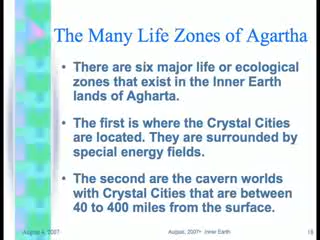 The Many Life Zones of Agartha
• There are six major life or ecological
zones that exist in the Inner Earth
lands of Agharta.
• The first is where the Crystal Cities
are located. They are surrounded by
special energy fields.
• The second are the cavern worlds
with Crystal Cities that are between
40 to 400 miles from the surface.
August 4, 2007
August, 2007* Inner Earth
18